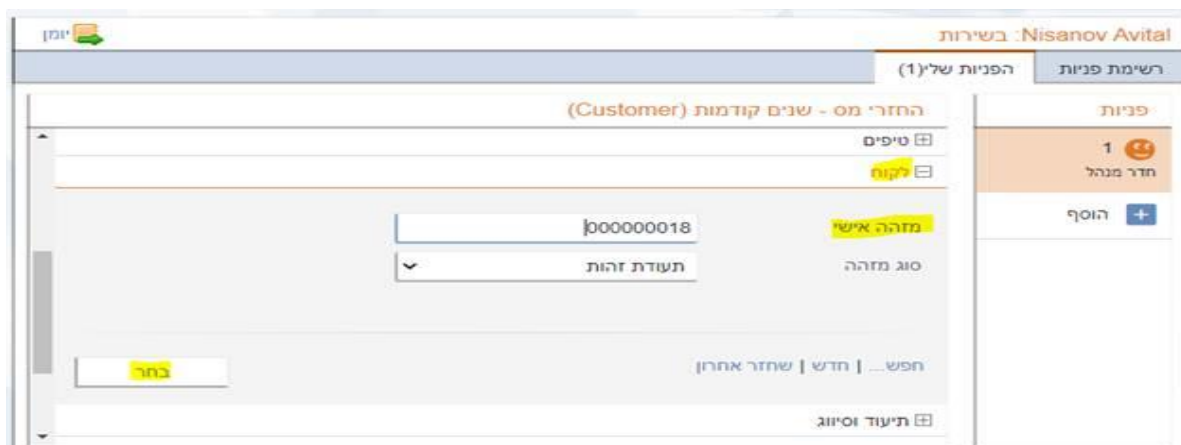 Nisanov Avital: בשירות
יומן
רשימת פניות
הפניות שלי(1)
פניות
1
חדר מנהל
הוסף
החזרי מס - שנים קודמות (Customer)
טיפים
לקוח
מזהה אישי
000000018
סוג מזהה
תעודת זהות
חפש... | חדש | שחזר אחרון
בחר
תיעוד וסיווג